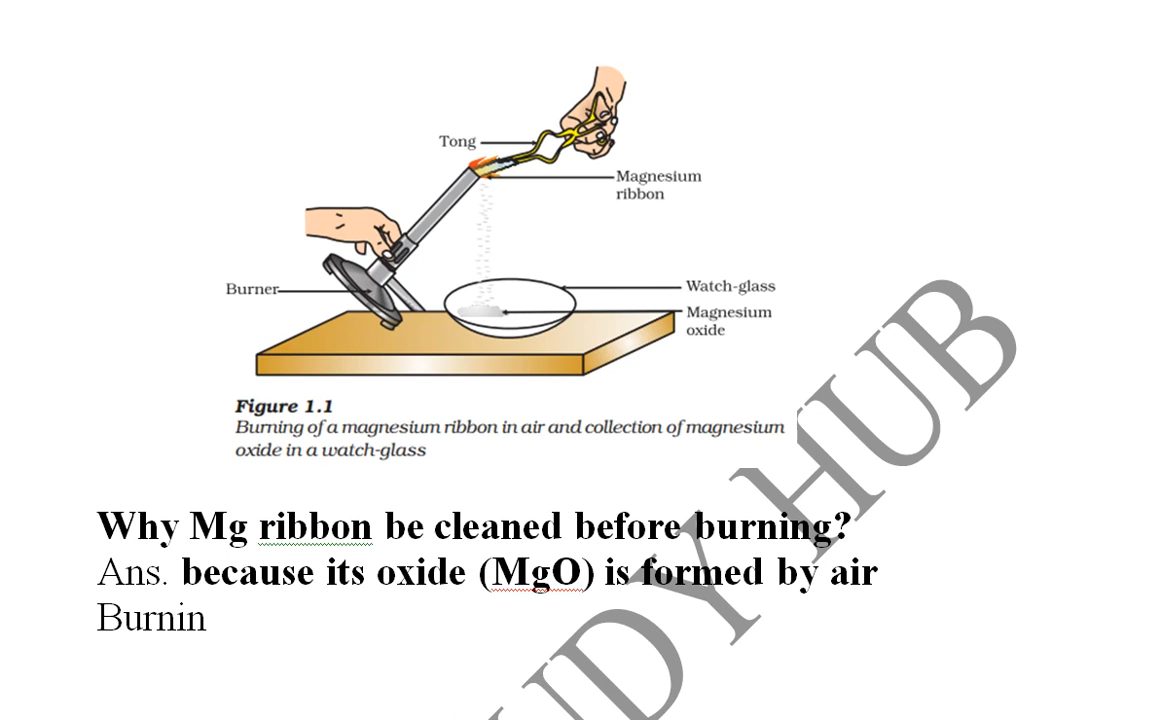 Tong
Magnesium
ribbon
Burner
Watch-glass
Magnesium
oxide
Figure 1.1
Burning of a magnesium ribbon in air and collection of magnesium
oxide in a watch-glass
Why Mg ribbon be cleaned before burning?
Ans. because its oxide (MgO) is formed by air
Burnin
UDY HUB